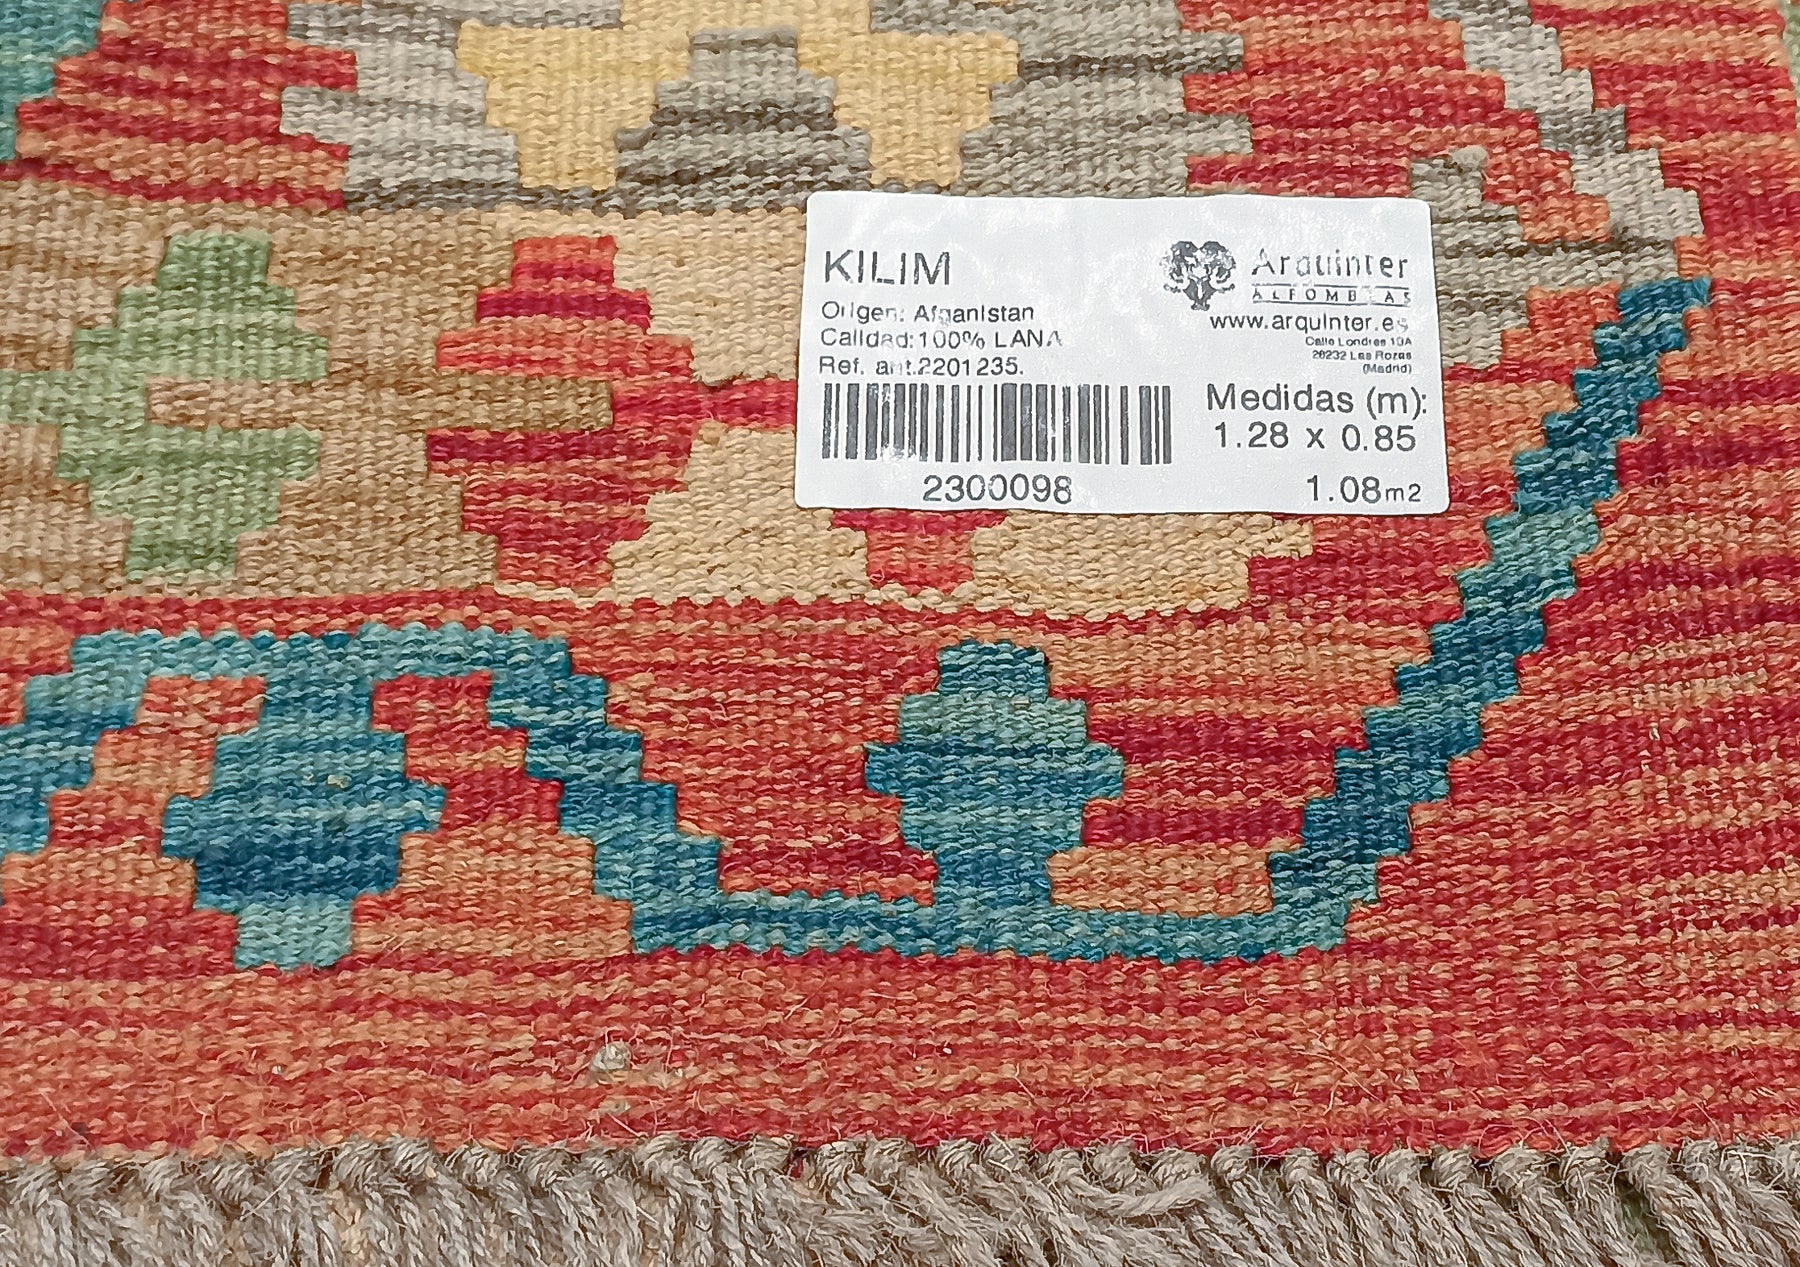 KILIM
Origen: Afganistan
Calidad:100% LANA
Ref. ant.2201235.
2300098
Arquinter
ALFOMBRAS
www.arquinter.es
Calle Londres 10A
28232 Las Rozas
(Madrid)
Medidas (m):
1.28 x 0.85
1.08m2